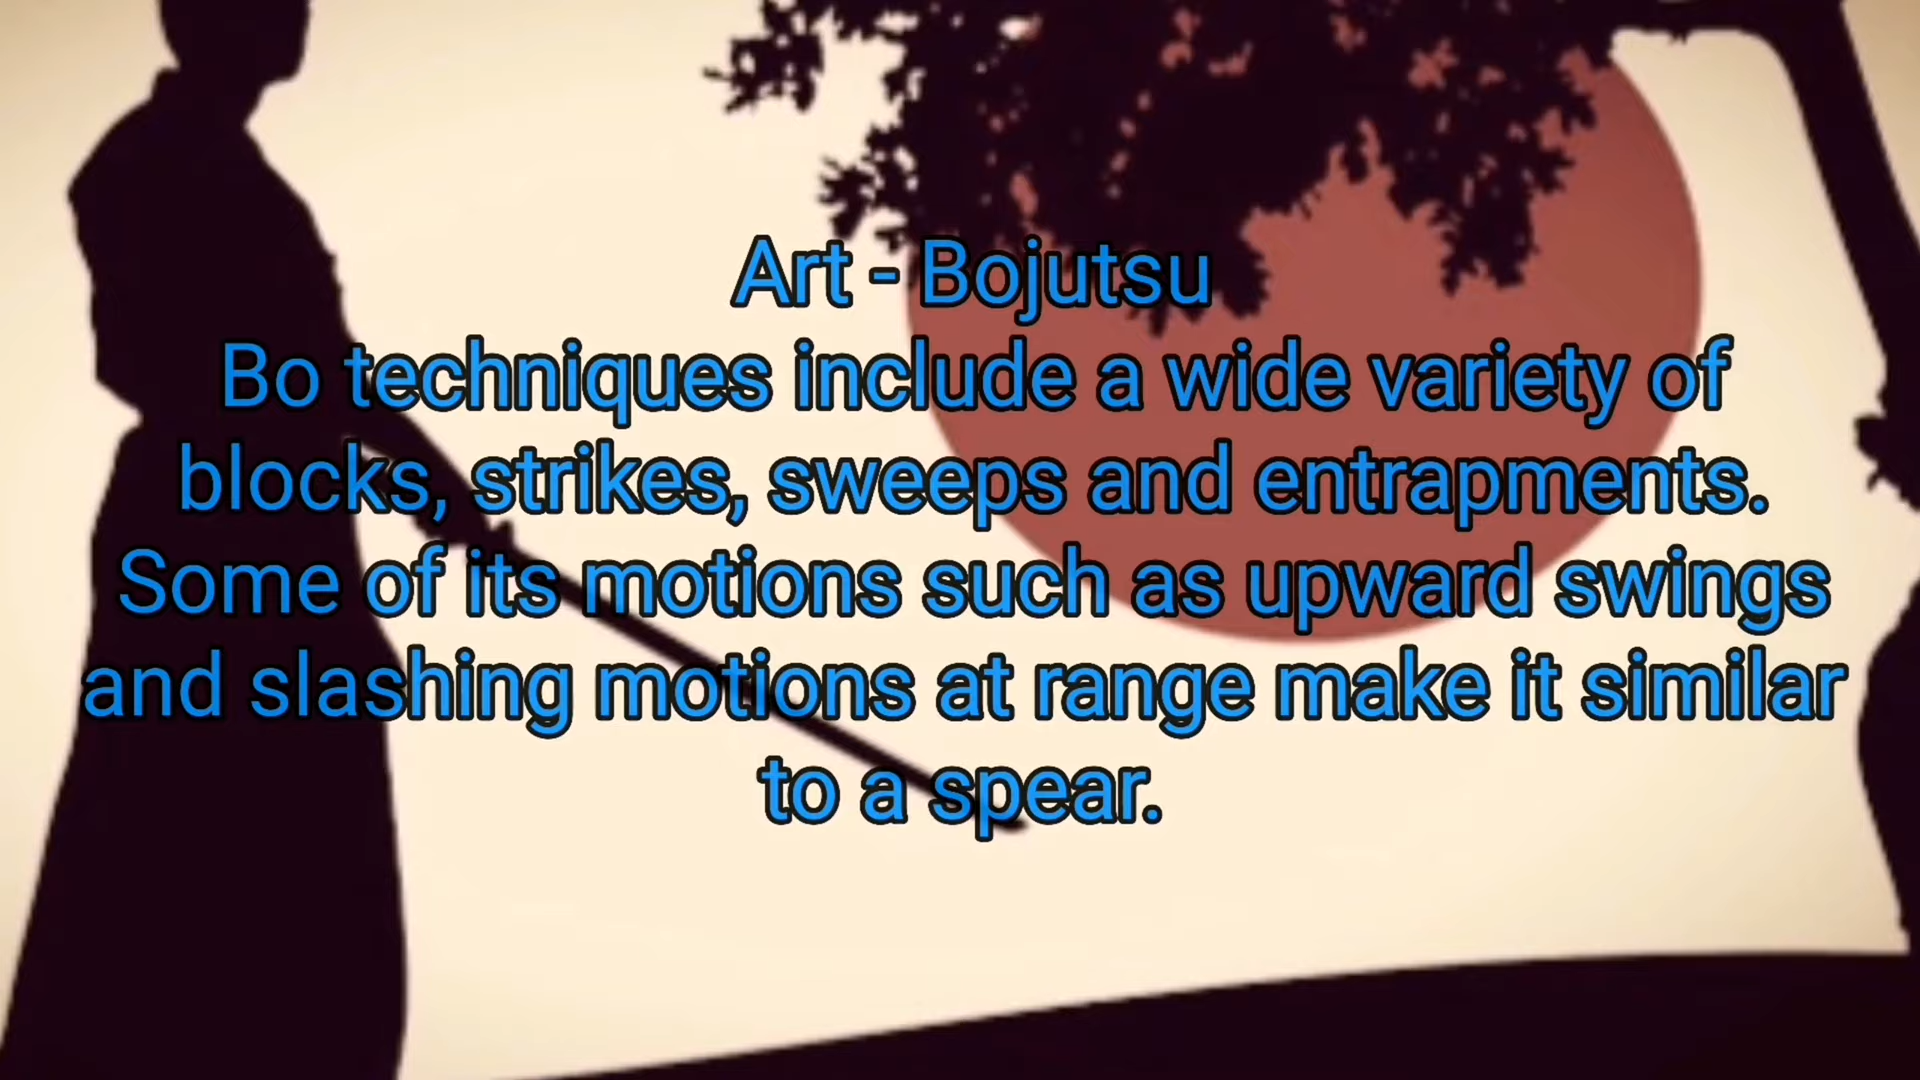 Art - Bojutsu
Bo techniques include a wide variety of
blocks, strikes, sweeps and entrapments.
Some of its motions such as upward swings
and slashing motions at range make it similar
to a spear.